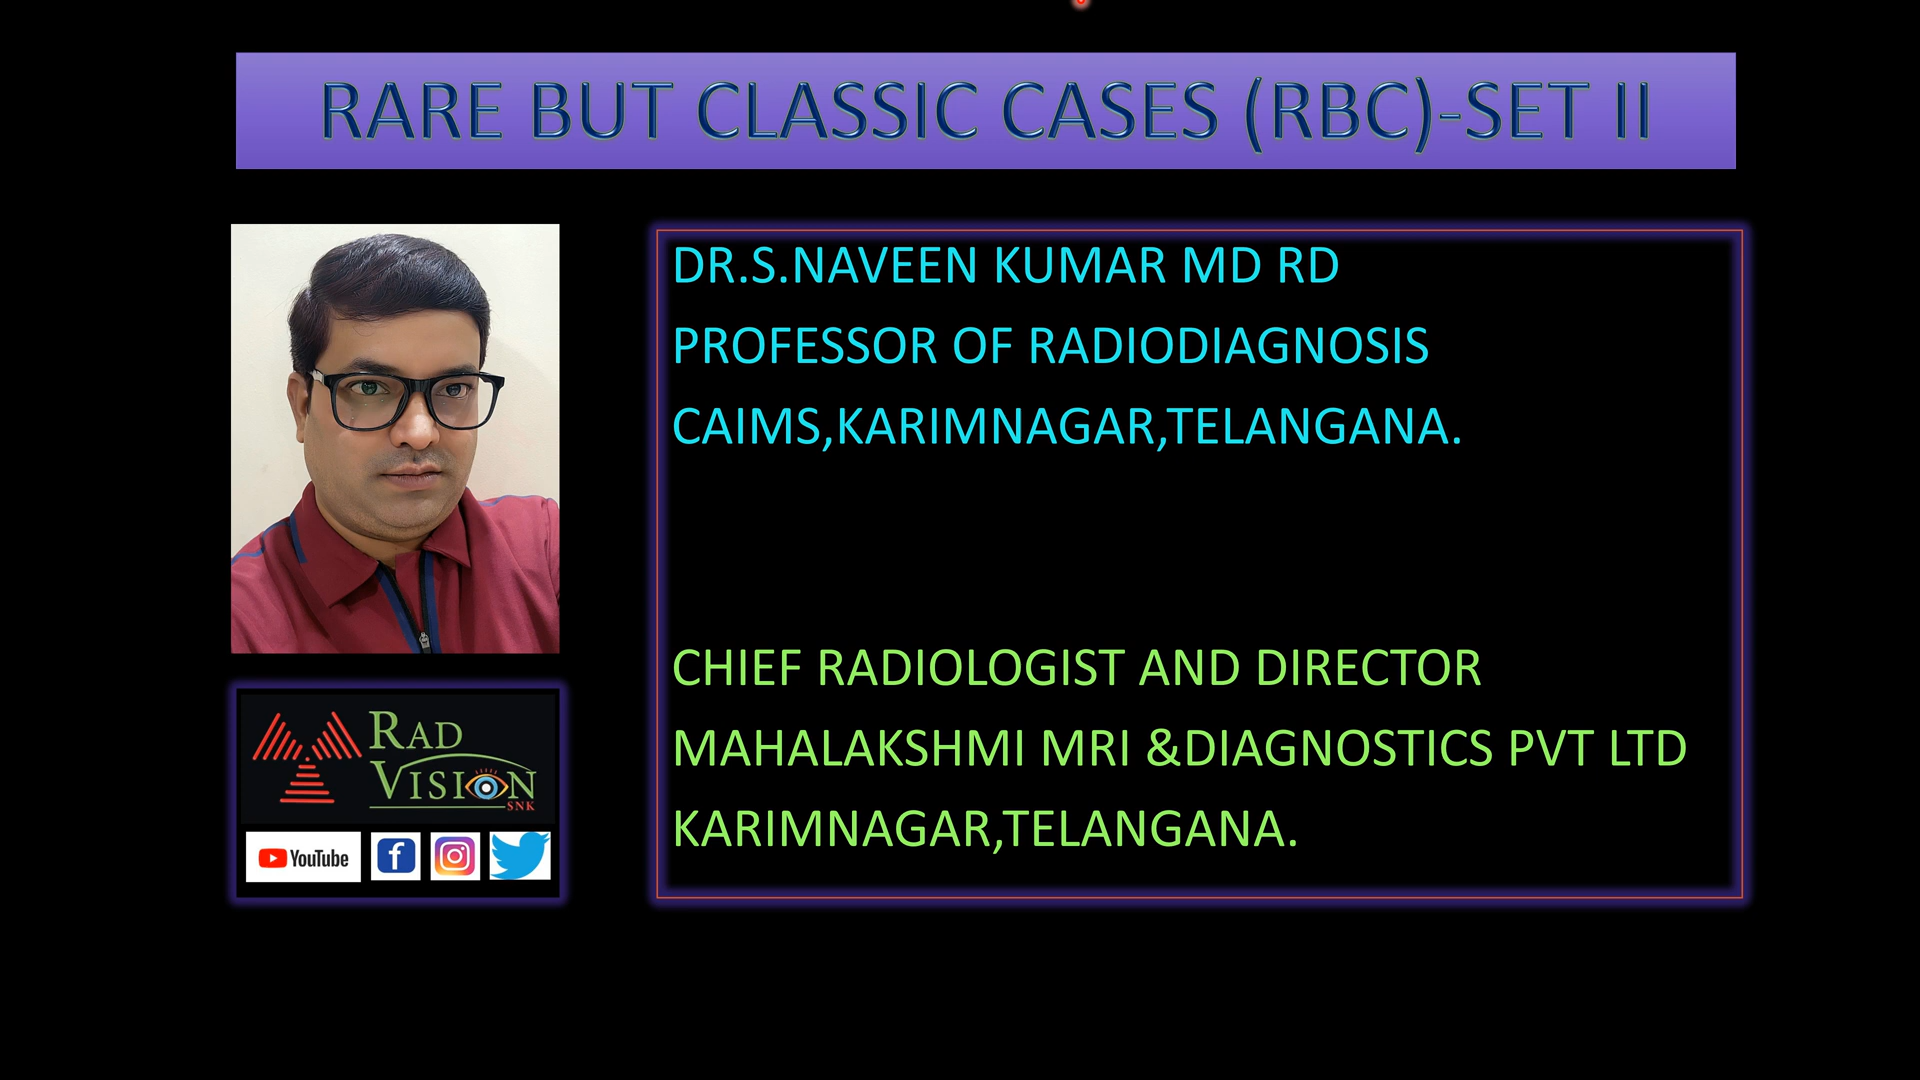 RARE BUT CLASSIC CASES (RBC)-SET II
DR.S.NAVEEN KUMAR MD RD
PROFESSOR OF RADIODIAGNOSIS
CAIMS,KARIMNAGAR,TELANGANA.
CHIEF RADIOLOGIST AND DIRECTOR
MAHALAKSHMI MRI &DIAGNOSTICS PVT LTD
KARIMNAGAR,TELANGANA.
RAD
VISION
SNK
YouTube